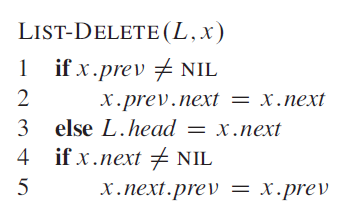 LIST-DELETE(L, x)
1 if x.prev ≠ NIL
2 x.prev.next = x.next
3 else L.head = x.next
4 if x.next ≠ NIL
5 x.next.prev = x.prev